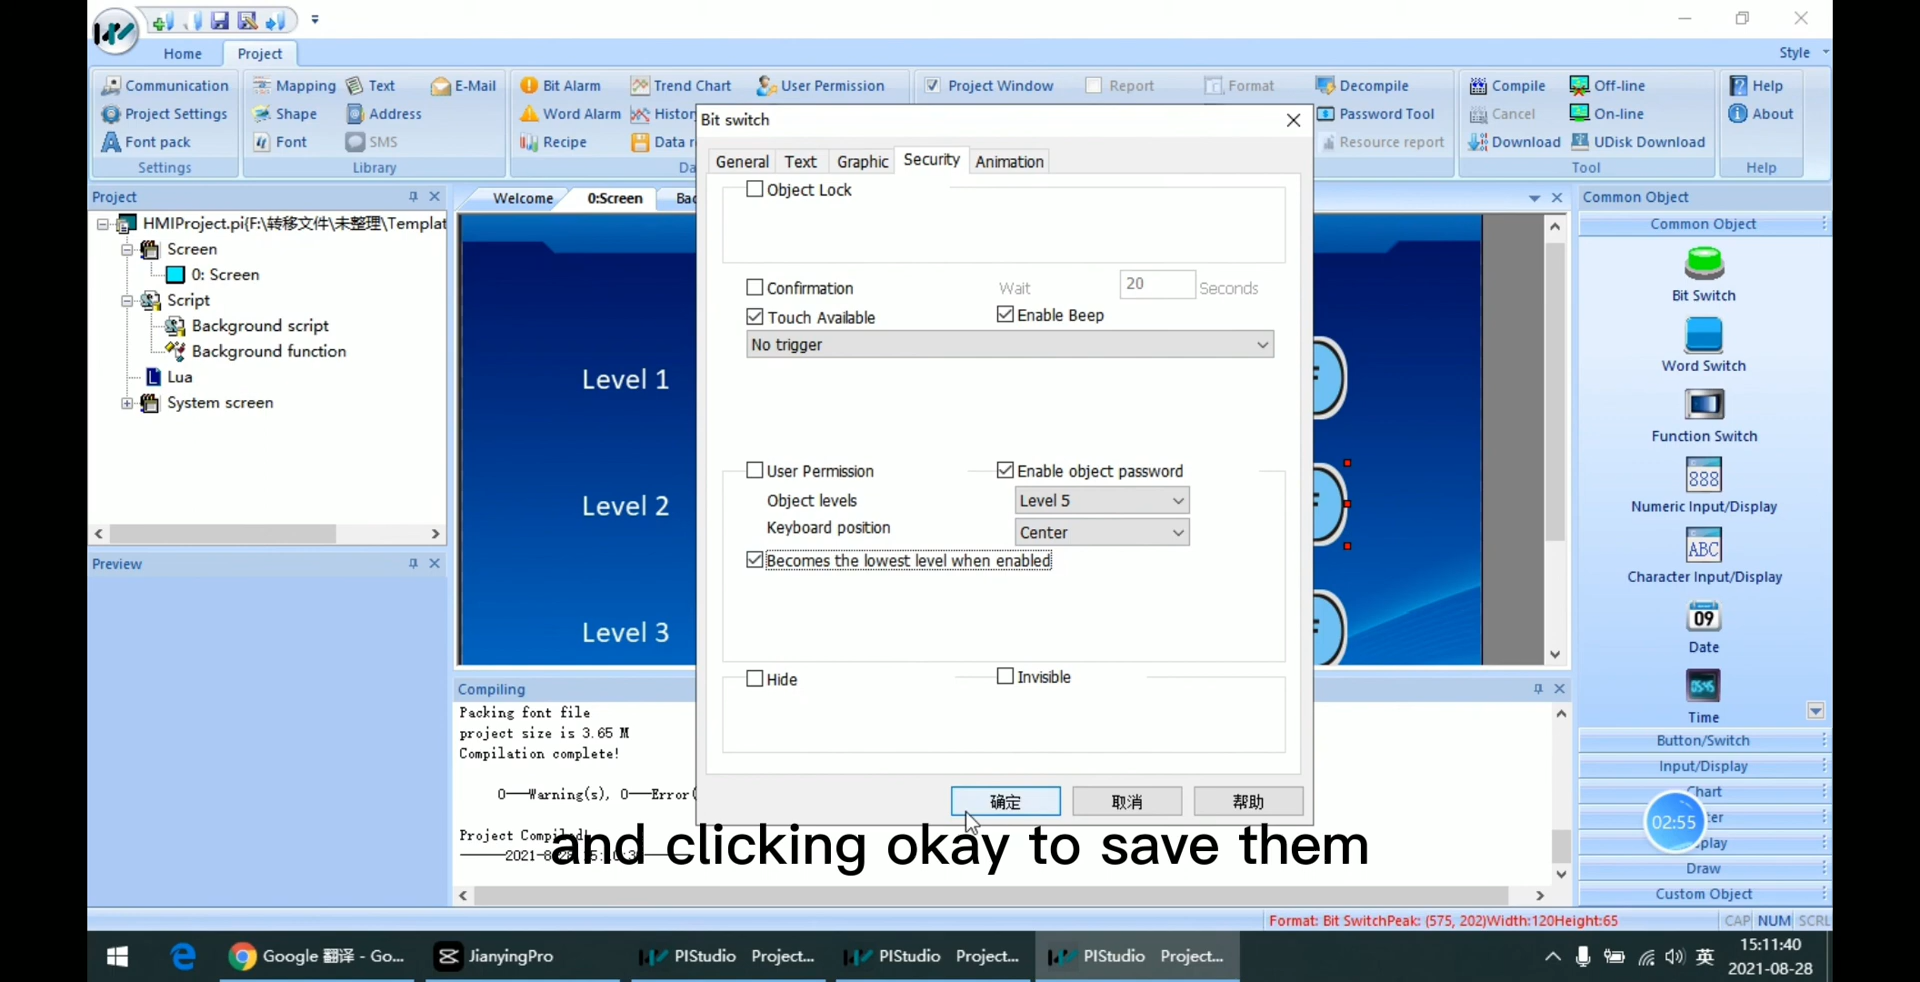 Home Project Style
Communication Mapping Text E-Mail Bit Alarm Trend Chart User Permission Project Window Report Format Decompile Compile Off-line Help
Project Settings Shape Address Word Alarm Password Tool Cancel On-line About
Font pack Font SMS Recipe Resource report Download UDisk Download
Settings Library Tool Help
Project
HMIProject.pi{F:\转移文件\未整理\Templat
Screen
0: Screen
Script
Background script
Background function
Lua
System screen
Preview
Welcome 0:Screen
Level 1
Level 2
Level 3
Bit switch
General Text Graphic Security Animation
Object Lock
Confirmation Wait 20 Seconds
Touch Available Enable Beep
No trigger
User Permission Enable object password
Object levels Level 5
Keyboard position Center
Becomes the lowest level when enabled
Hide Invisible
确定 取消 帮助
Compiling
Packing font file
project size is 3.65 M
Compilation complete!
0—Warning(s), 0—Error(
Project Compiled!
and clicking okay to save them
Common Object
Common Object
Bit Switch
Word Switch
Function Switch
888
Numeric Input/Display
ABC
Character Input/Display
09
Date
05:45
Time
Button/Switch
Input/Display
Chart
02:55
Draw
Custom Object
Format: Bit SwitchPeak: (575, 202)Width:120Height:65 CAP NUM SCRL
Google 翻译 - Go... JianyingPro PIStudio Project... PIStudio Project... PIStudio Project... 英 15:11:40
2021-08-28